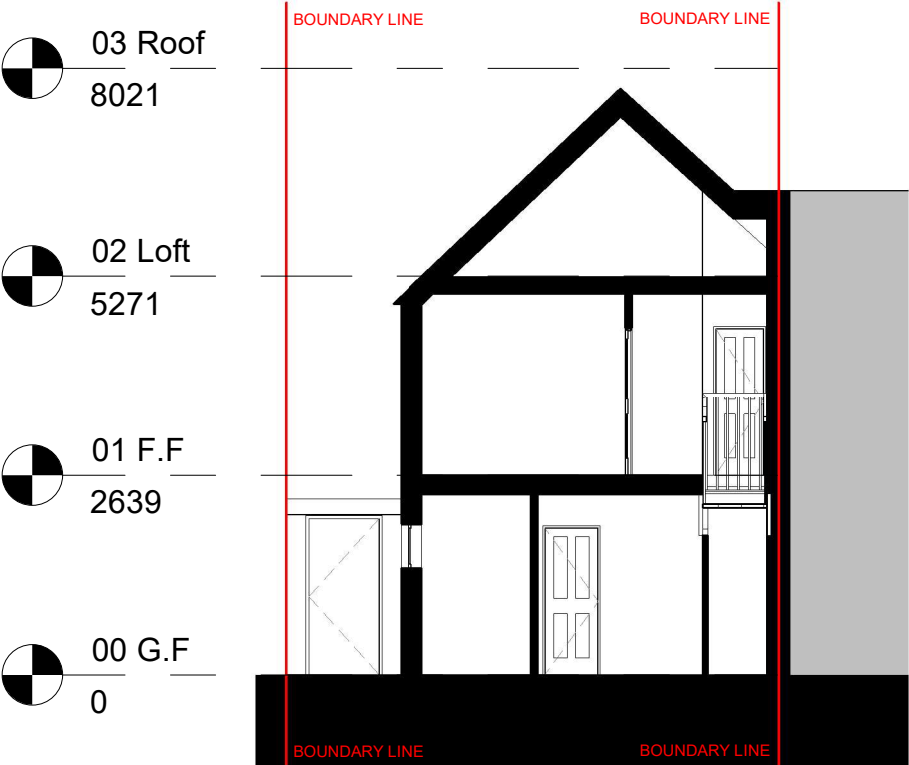 BOUNDARY LINE
BOUNDARY LINE
03 Roof
8021
02 Loft
5271
01 F.F
2639
00 G.F
0
BOUNDARY LINE
BOUNDARY LINE